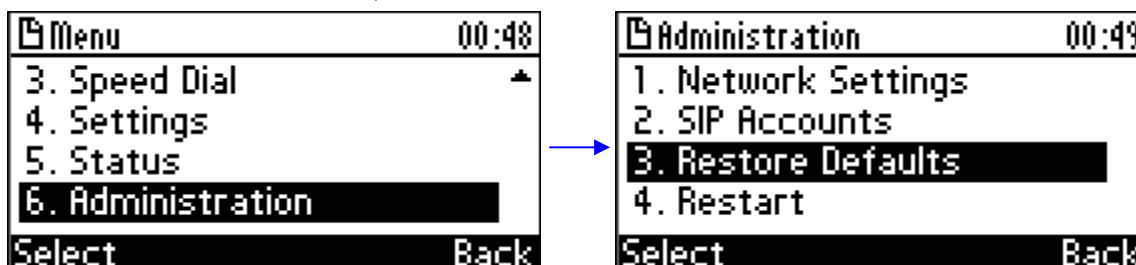 Menu 00:48
3. Speed Dial
4. Settings
5. Status
6. Administration
Select Back
Administration 00:49
1. Network Settings
2. SIP Accounts
3. Restore Defaults
4. Restart
Select Back